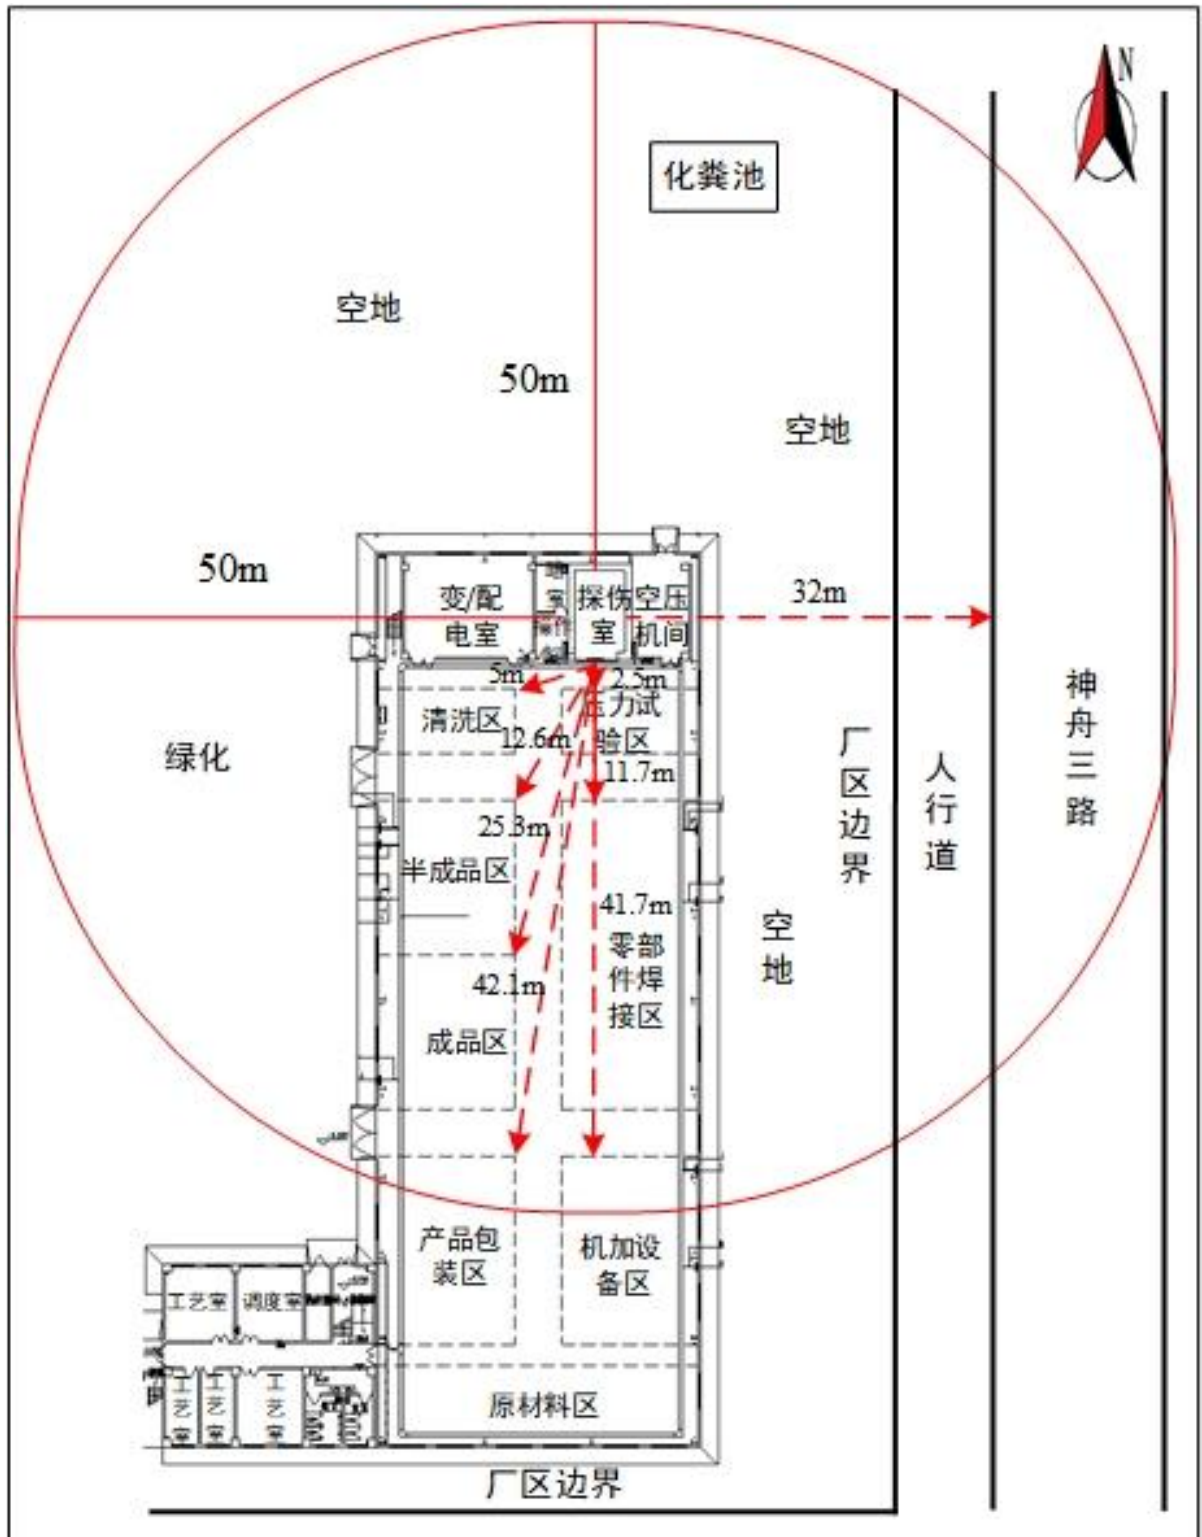 N
化粪池
空地
50m
空地
50m
32m
变/配
电室
探伤
室
空压
机间
5m
2.5m
清洗区
压力试
验区
12.6m
11.7m
绿化
神舟三路
厂区边界
人行道
25.3m
半成品区
41.7m
零部
件焊
接区
空地
42.1m
成品区
产品包
装区
机加设
备区
工艺室
调度室
工艺室
工艺室
工艺室
原材料区
厂区边界